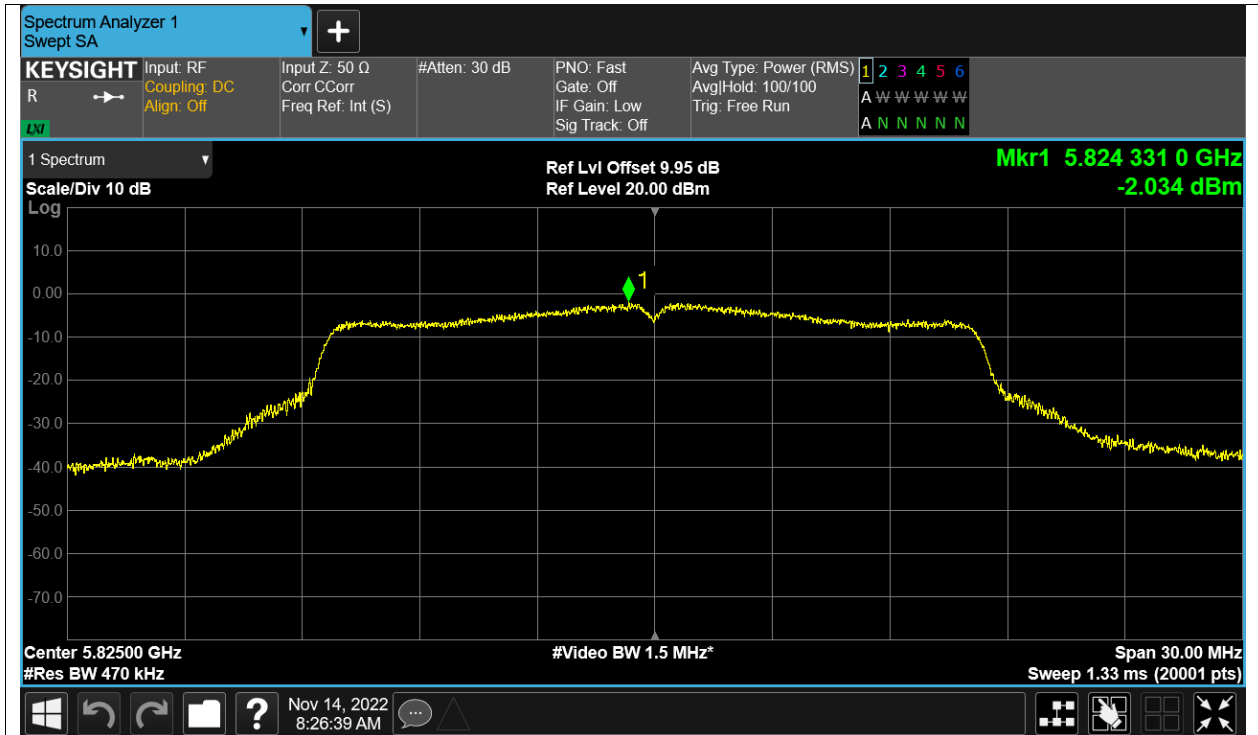 Spectrum Analyzer 1
Swept SA
▼
+
KEYSIGHT
R
LXI
Input: RF
Coupling: DC
Align: Off
Input Z: 50 Ω
Corr CCorr
Freq Ref: Int (S)
#Atten: 30 dB
PNO: Fast
Gate: Off
IF Gain: Low
Sig Track: Off
Avg Type: Power (RMS)
Avg|Hold: 100/100
Trig: Free Run
1 2 3 4 5 6
A W W W W W
A N N N N N
1 Spectrum ▼
Scale/Div 10 dB
Log
Ref Lvl Offset 9.95 dB
Ref Level 20.00 dBm
Mkr1 5.824 331 0 GHz
-2.034 dBm
10.0
0.00
-10.0
-20.0
-30.0
-40.0
-50.0
-60.0
-70.0
1
Center 5.82500 GHz
#Res BW 470 kHz
#Video BW 1.5 MHz*
Span 30.00 MHz
Sweep 1.33 ms (20001 pts)
?
Nov 14, 2022
8:26:39 AM